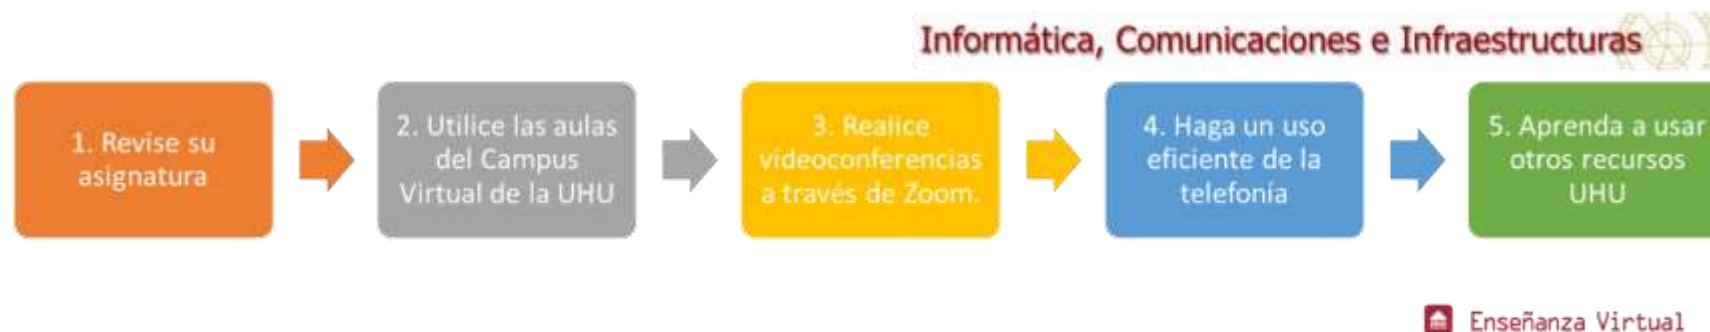 Informática, Comunicaciones e Infraestructuras
1. Revise su
asignatura
2. Utilice las aulas
del Campus
Virtual de la UHU
3. Realice
videoconferencias
a través de Zoom.
4. Haga un uso
eficiente de la
telefonía
5. Aprenda a usar
otros recursos
UHU
Enseñanza Virtual